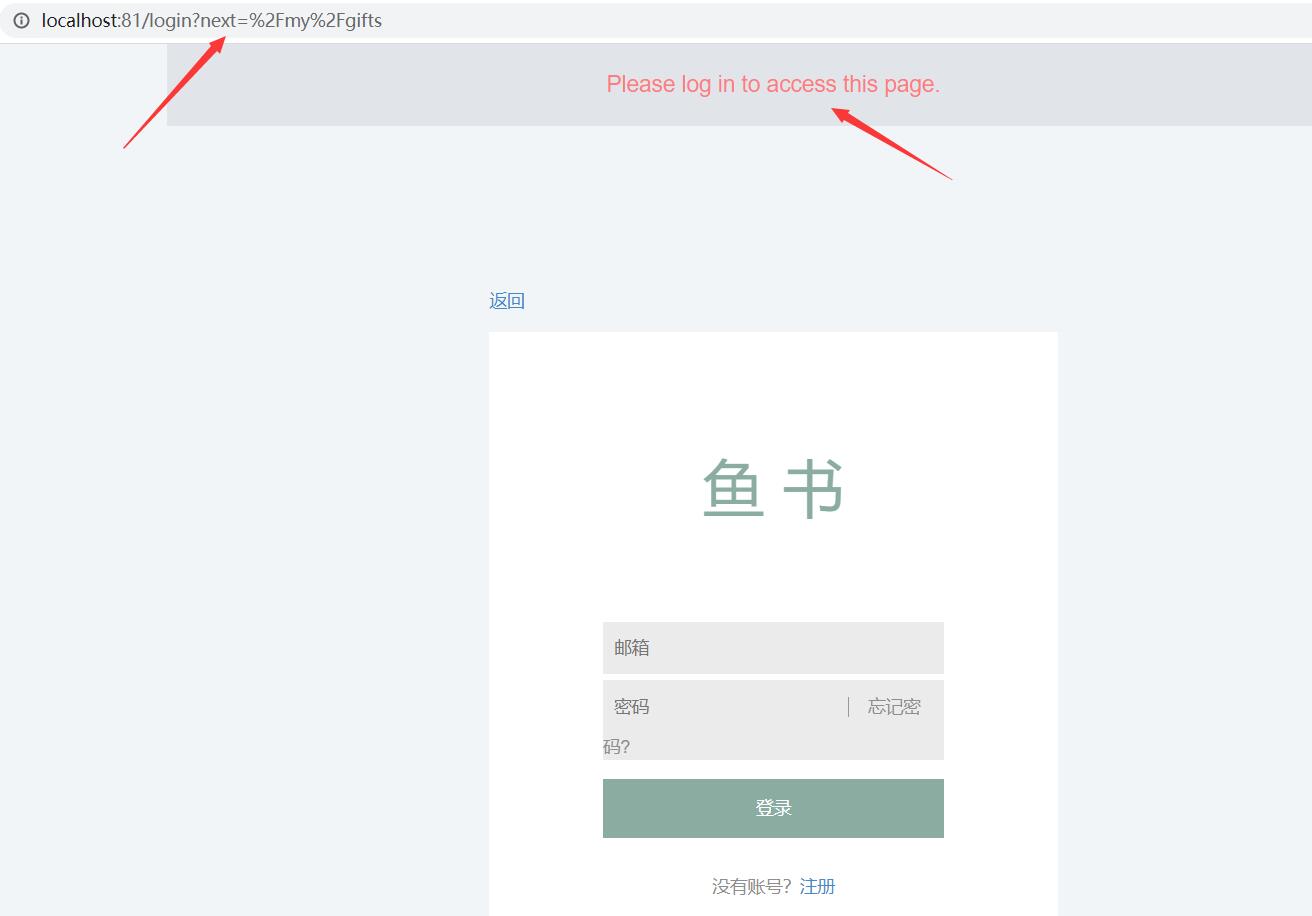 localhost:81/login?next=%2Fmy%2Fgifts
Please log in to access this page.
返回
鱼 书
邮箱
密码 | 忘记密
码?
登录
没有账号? 注册